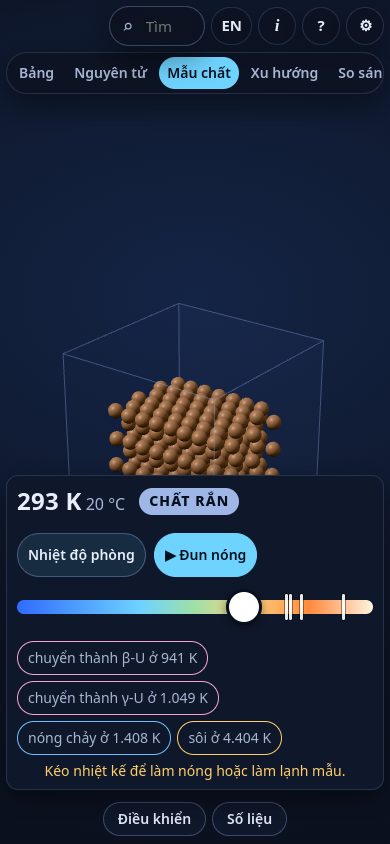 ⌕ Tìm EN i ? ⚙
Bảng Nguyên tử Mẫu chất Xu hướng So sán
293 K 20 °C CHẤT RẮN
Nhiệt độ phòng ▶ Đun nóng
chuyển thành β-U ở 941 K
chuyển thành γ-U ở 1.049 K
nóng chảy ở 1.408 K sôi ở 4.404 K
Kéo nhiệt kế để làm nóng hoặc làm lạnh mẫu.
Điều khiển Số liệu